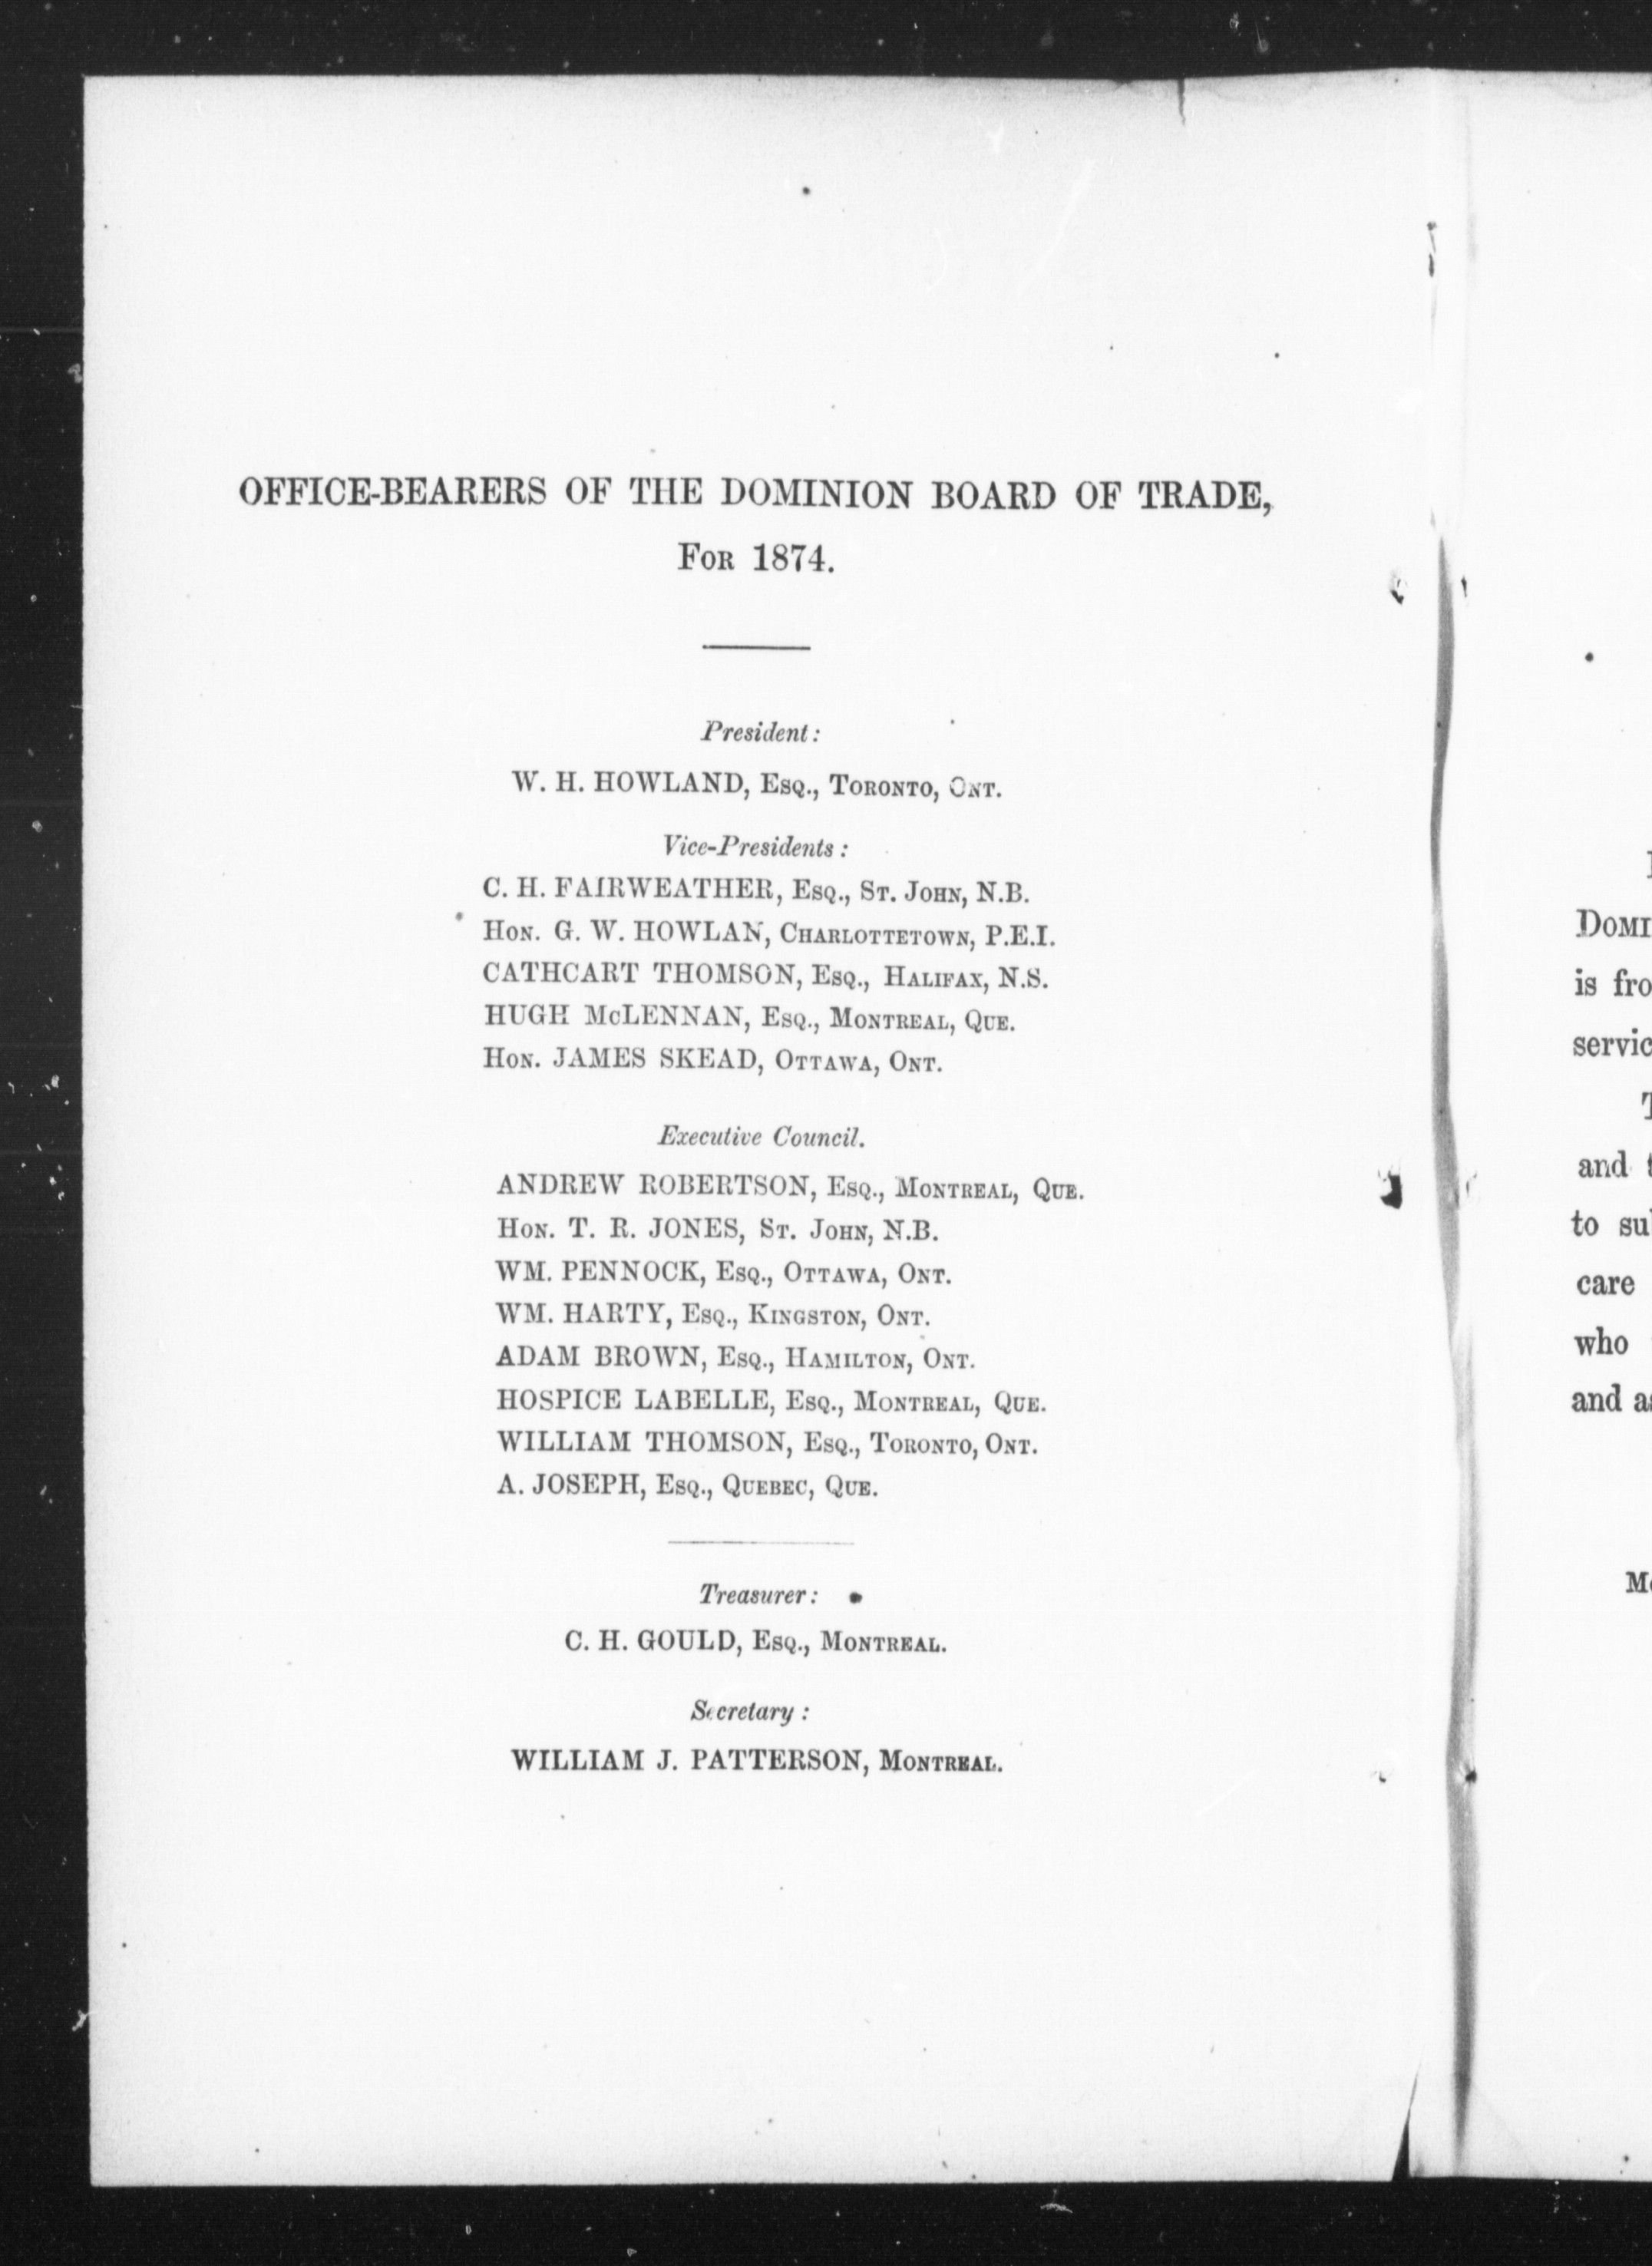 OFFICE-BEARERS OF THE DOMINION BOARD OF TRADE,
FOR 1874.
President:
W. H. HOWLAND, ESQ., TORONTO, ONT.
Vice-Presidents:
C. H. FAIRWEATHER, ESQ., ST. JOHN, N.B.
HON. G. W. HOWLAN, CHARLOTTETOWN, P.E.I.
CATHCART THOMSON, ESQ., HALIFAX, N.S.
HUGH McLENNAN, ESQ., MONTREAL, QUE.
HON. JAMES SKEAD, OTTAWA, ONT.
Executive Council.
ANDREW ROBERTSON, ESQ., MONTREAL, QUE.
HON. T. R. JONES, ST. JOHN, N.B.
WM. PENNOCK, ESQ., OTTAWA, ONT.
WM. HARTY, ESQ., KINGSTON, ONT.
ADAM BROWN, ESQ., HAMILTON, ONT.
HOSPICE LABELLE, ESQ., MONTREAL, QUE.
WILLIAM THOMSON, ESQ., TORONTO, ONT.
A. JOSEPH, ESQ., QUEBEC, QUE.
Treasurer:
C. H. GOULD, ESQ., MONTREAL.
Secretary:
WILLIAM J. PATTERSON, MONTREAL.
is
and
to
care
who
and